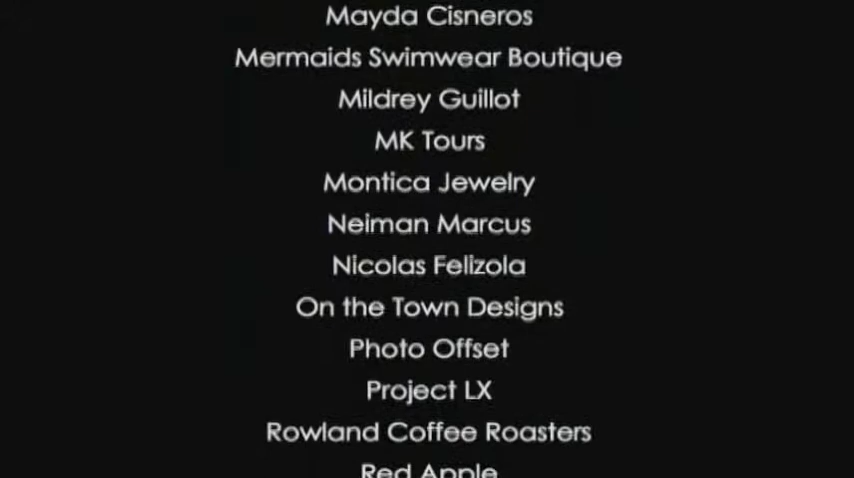 Mayda Cisneros
Mermaids Swimwear Boutique
Mildrey Guillot
MK Tours
Montica Jewelry
Neiman Marcus
Nicolas Felizola
On the Town Designs
Photo Offset
Project LX
Rowland Coffee Roasters
Red Apple